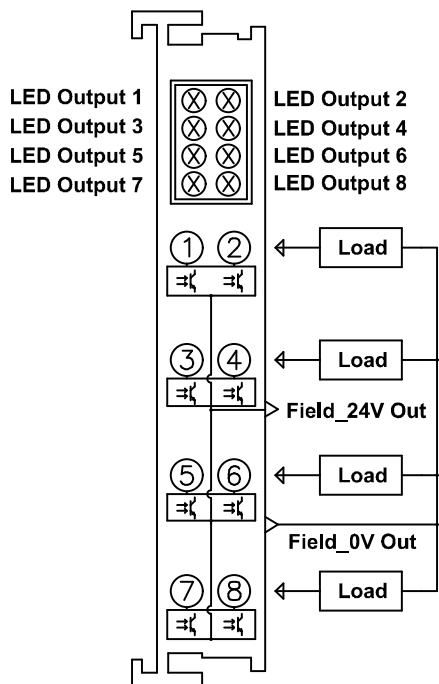 LED Output 1 LED Output 2
LED Output 3 LED Output 4
LED Output 5 LED Output 6
LED Output 7 LED Output 8
1 2 Load
3 4 Load
Field_24V Out
5 6 Load
Field_0V Out
7 8 Load